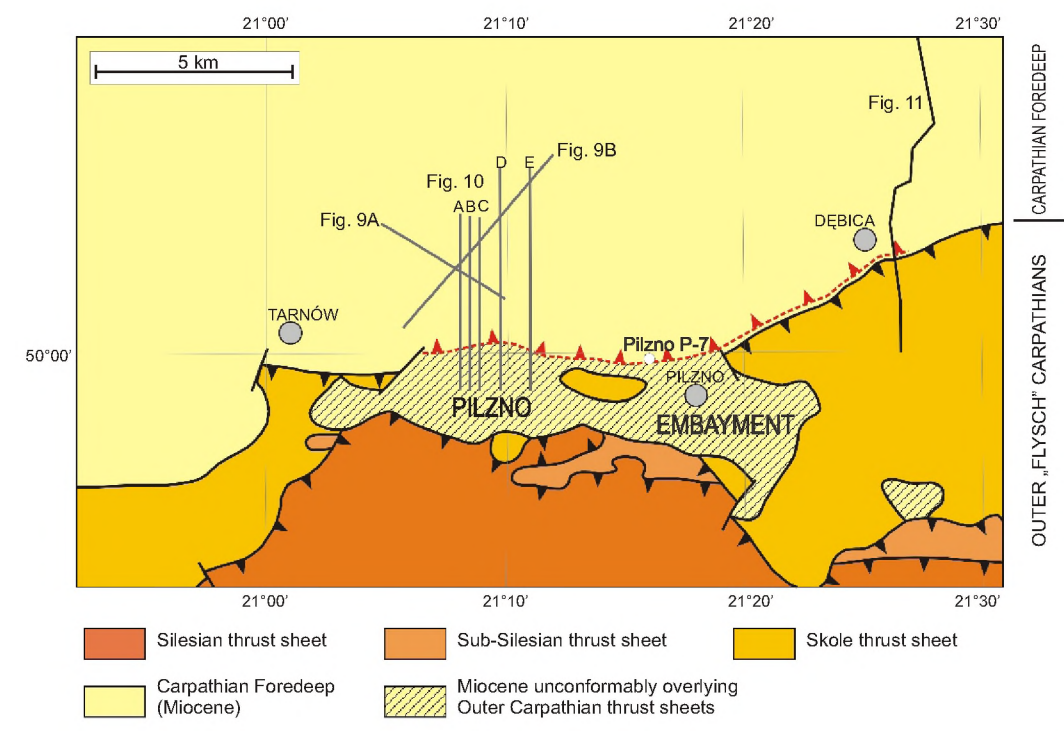 21°00′ 21°10′ 21°20′ 21°30′
5 km
CARPATHIAN FOREDEEP
Fig. 11
Fig. 9B
D E
Fig. 10
A B C
Fig. 9A
DĘBICA
TARNÓW
50°00′
Pilzno P-7
PILZNO
PILZNO
EMBAYMENT
OUTER „FLYSCH” CARPATHIANS
21°00′ 21°10′ 21°20′ 21°30′
Silesian thrust sheet
Sub-Silesian thrust sheet
Skole thrust sheet
Carpathian Foredeep
(Miocene)
Miocene unconformably overlying
Outer Carpathian thrust sheets